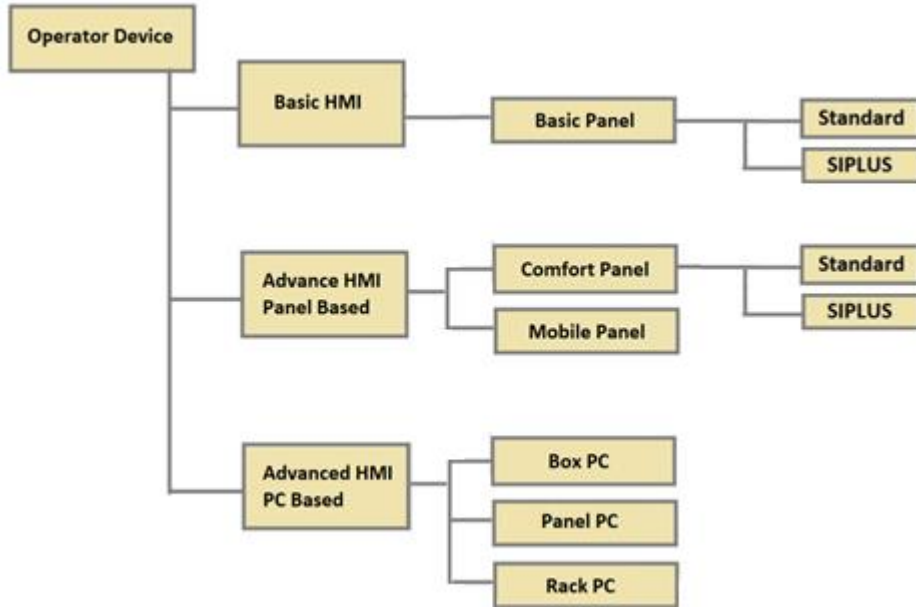 Operator Device
Basic HMI
Basic Panel
Standard
SIPLUS
Advance HMI
Panel Based
Comfort Panel
Standard
SIPLUS
Mobile Panel
Advanced HMI
PC Based
Box PC
Panel PC
Rack PC